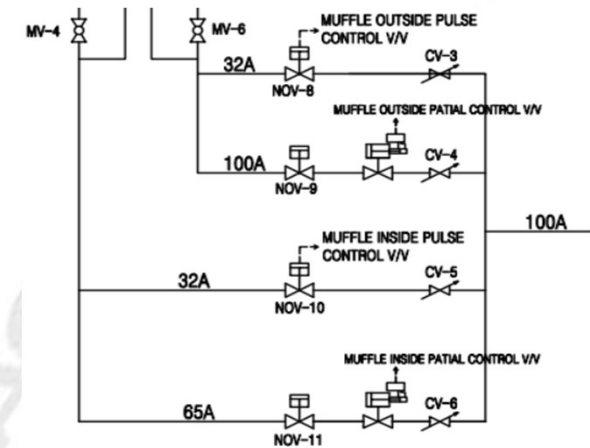 MUFFLE OUTSIDE PULSE
CONTROL V/V
MV-4
MV-6
CV-3
32A
NOV-8
MUFFLE OUTSIDE PATIAL CONTROL V/V
CV-4
100A
NOV-9
100A
MUFFLE INSIDE PULSE
CONTROL V/V
CV-5
32A
NOV-10
MUFFLE INSIDE PATIAL CONTROL V/V
CV-6
65A
NOV-11